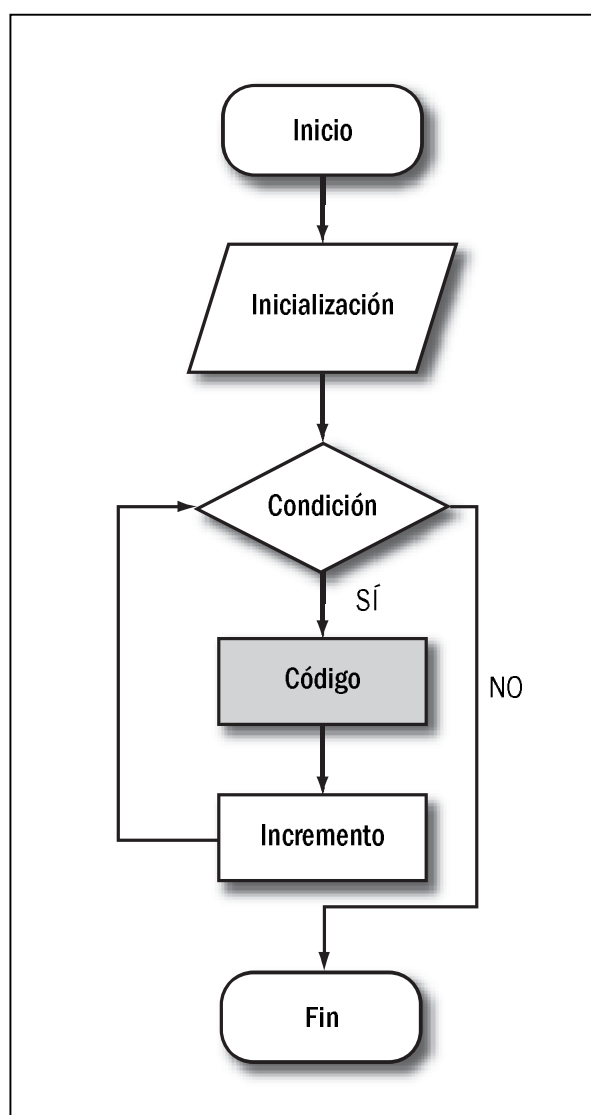 Inicio
Inicialización
Condición
SÍ
Código
NO
Incremento
Fin